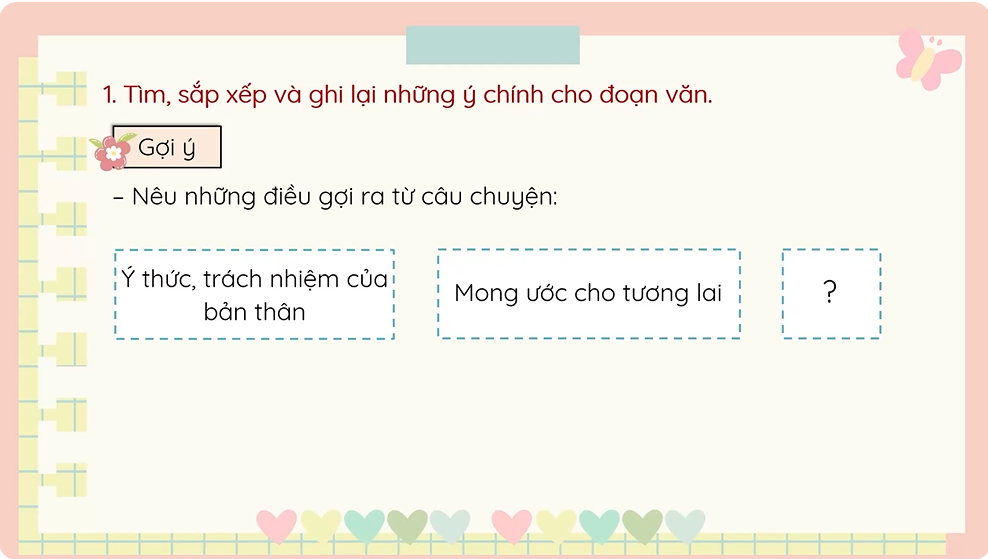 1. Tìm, sắp xếp và ghi lại những ý chính cho đoạn văn.
Gợi ý
– Nêu những điều gợi ra từ câu chuyện:
Ý thức, trách nhiệm của
bản thân
Mong ước cho tương lai
?